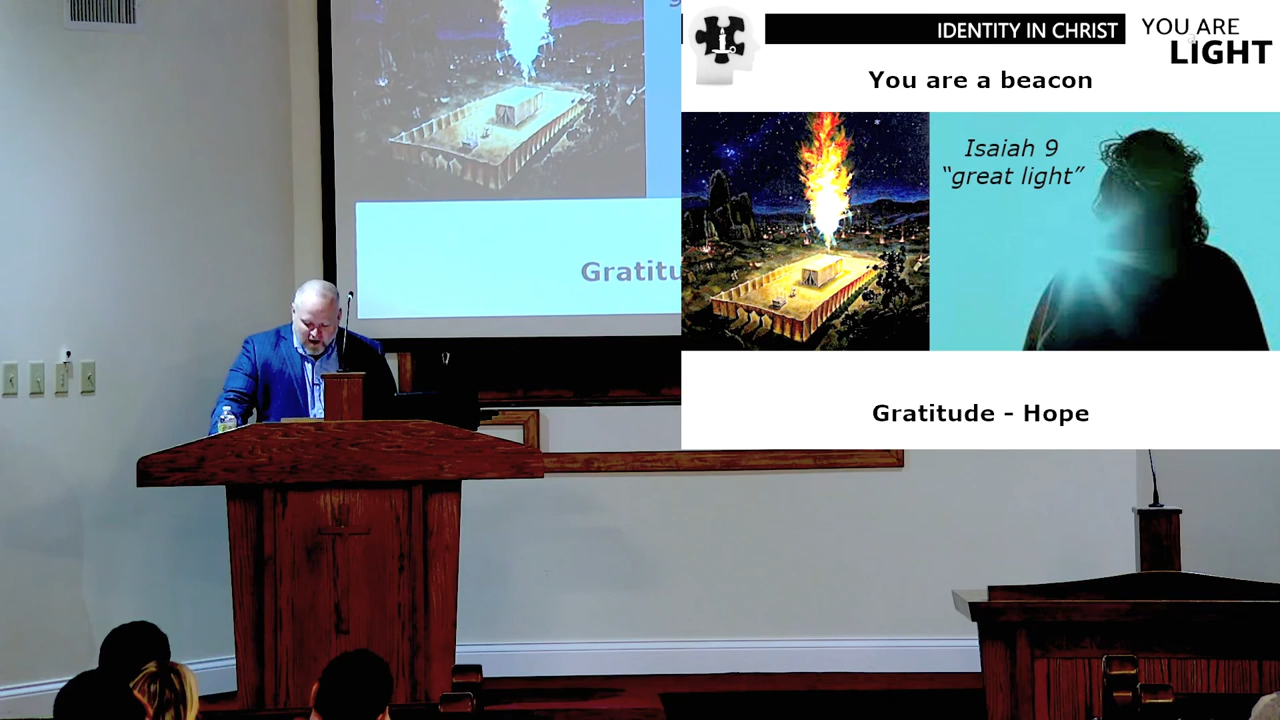 IDENTITY IN CHRIST
YOU ARE
LIGHT
You are a beacon
Isaiah 9
“great light”
Gratitude - Hope
Gratitu